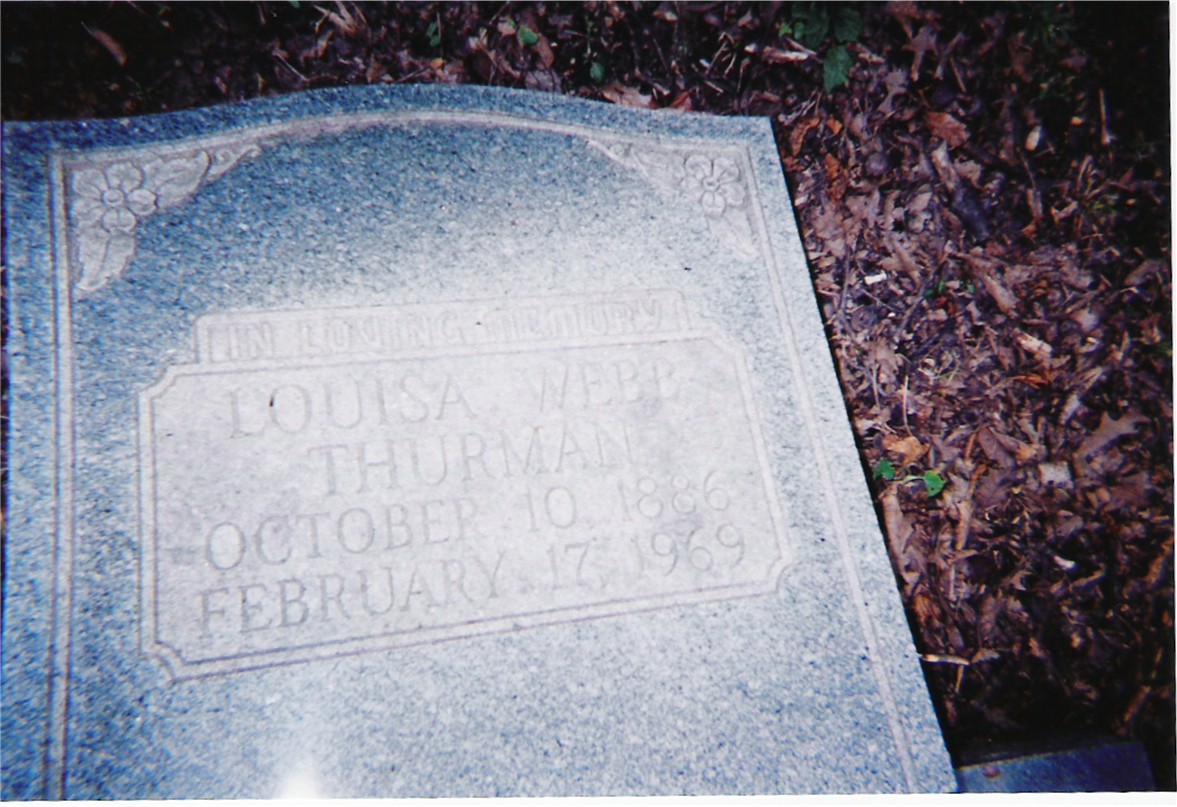 IN LOVING MEMORY
LOUISA WEBB
THURMAN
OCTOBER 10, 1886
FEBRUARY 17, 1969